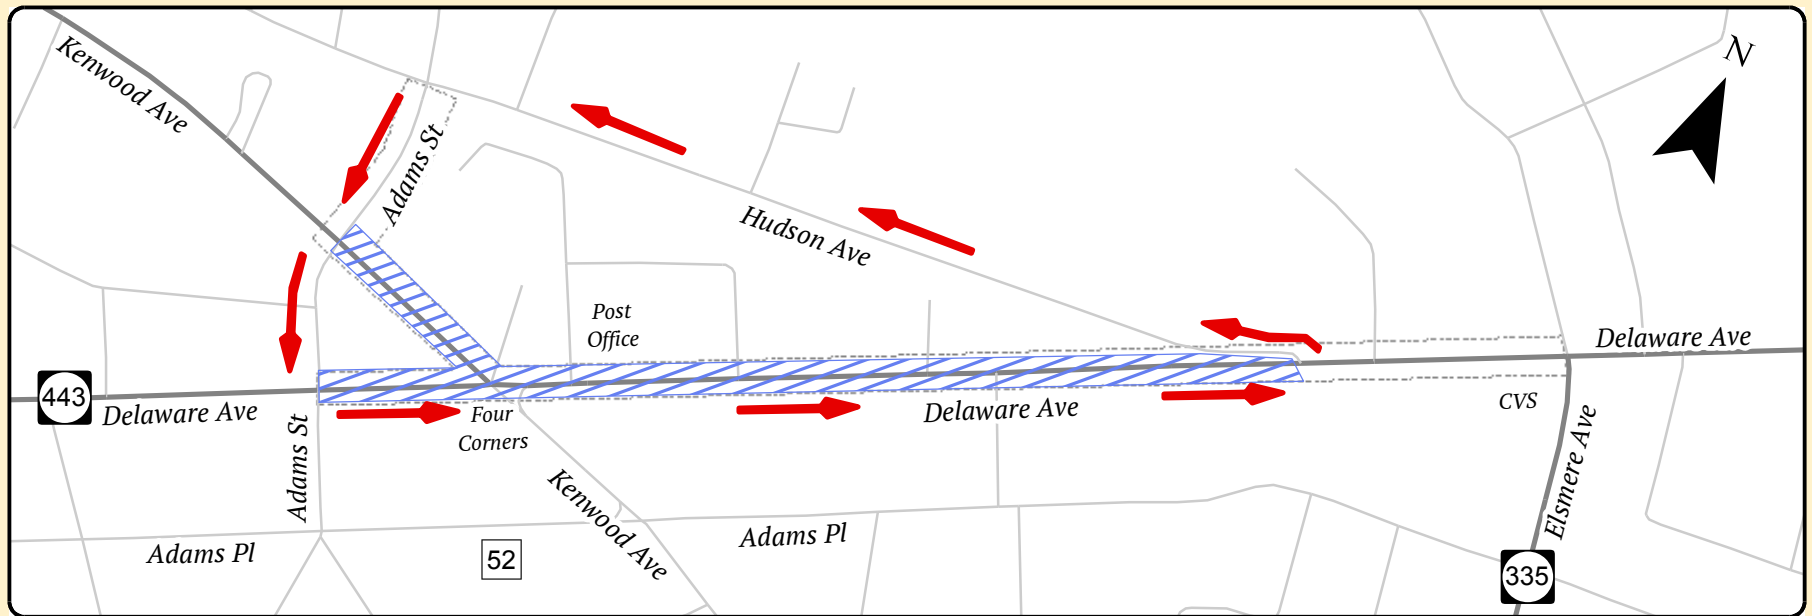 Kenwood Ave
N
Adams St
Hudson Ave
Post
Office
Delaware Ave
443
Delaware Ave
Four
Corners
Delaware Ave
CVS
Adams St
Kenwood Ave
Elsmere Ave
Adams Pl
52
Adams Pl
335